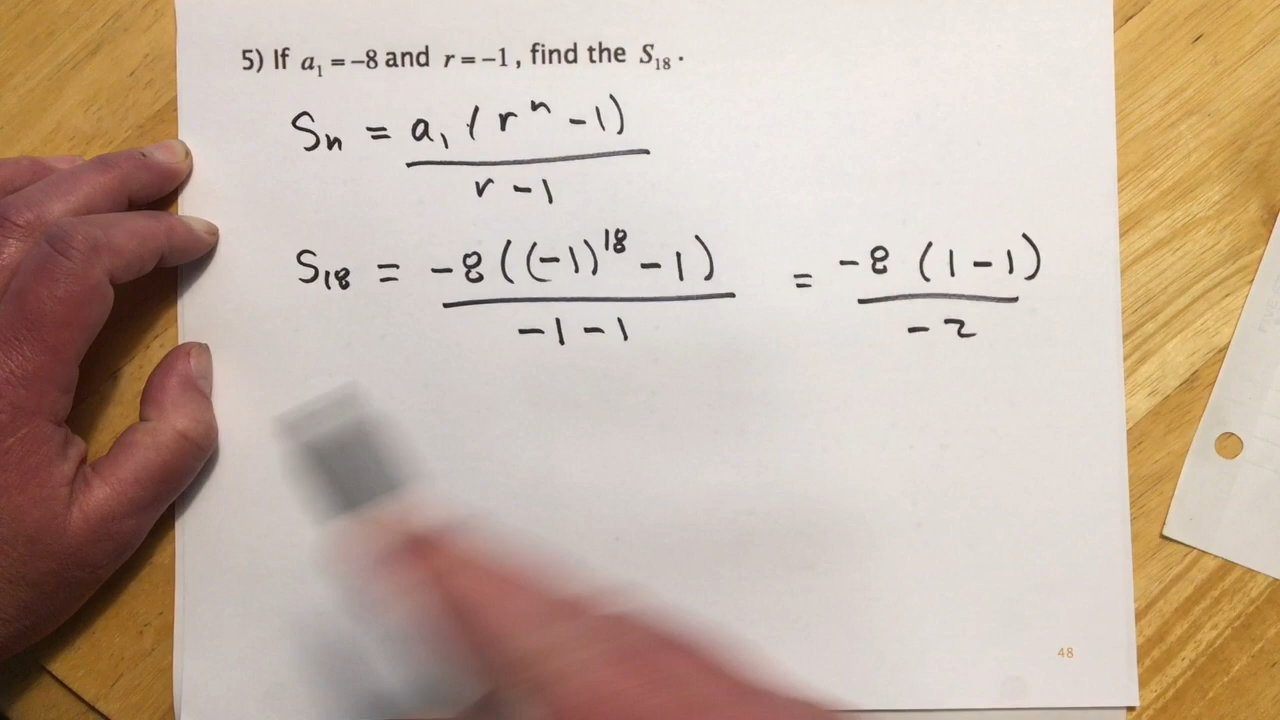 5) If a₁ = -8 and r = -1, find the S₁₈.
Sn = a₁ (rⁿ - 1)
r - 1
S₁₈ = -8((-1)¹⁸ - 1) = -8 (1 - 1)
-1 - 1 -2
48